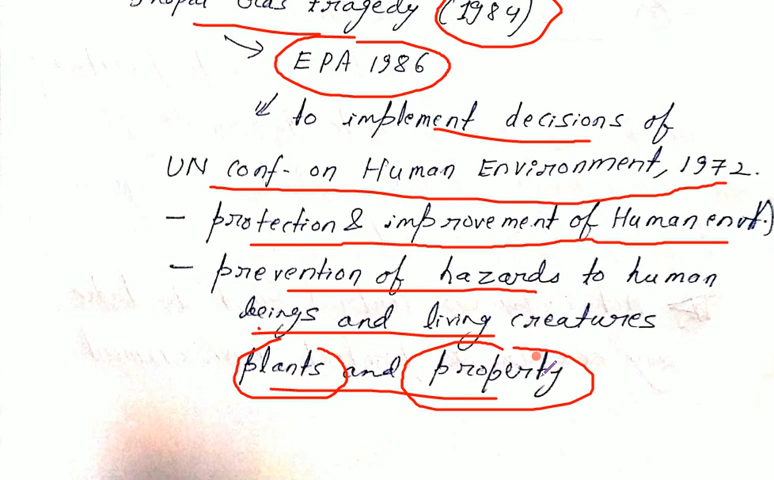 Gas tragedy (1984)
→ EPA 1986
↙ to implement decisions of
UN conf- on Human Environment, 1972.
- protection & improvement of Human envt.)
- prevention of hazards to human
beings and living creatures
plants and property